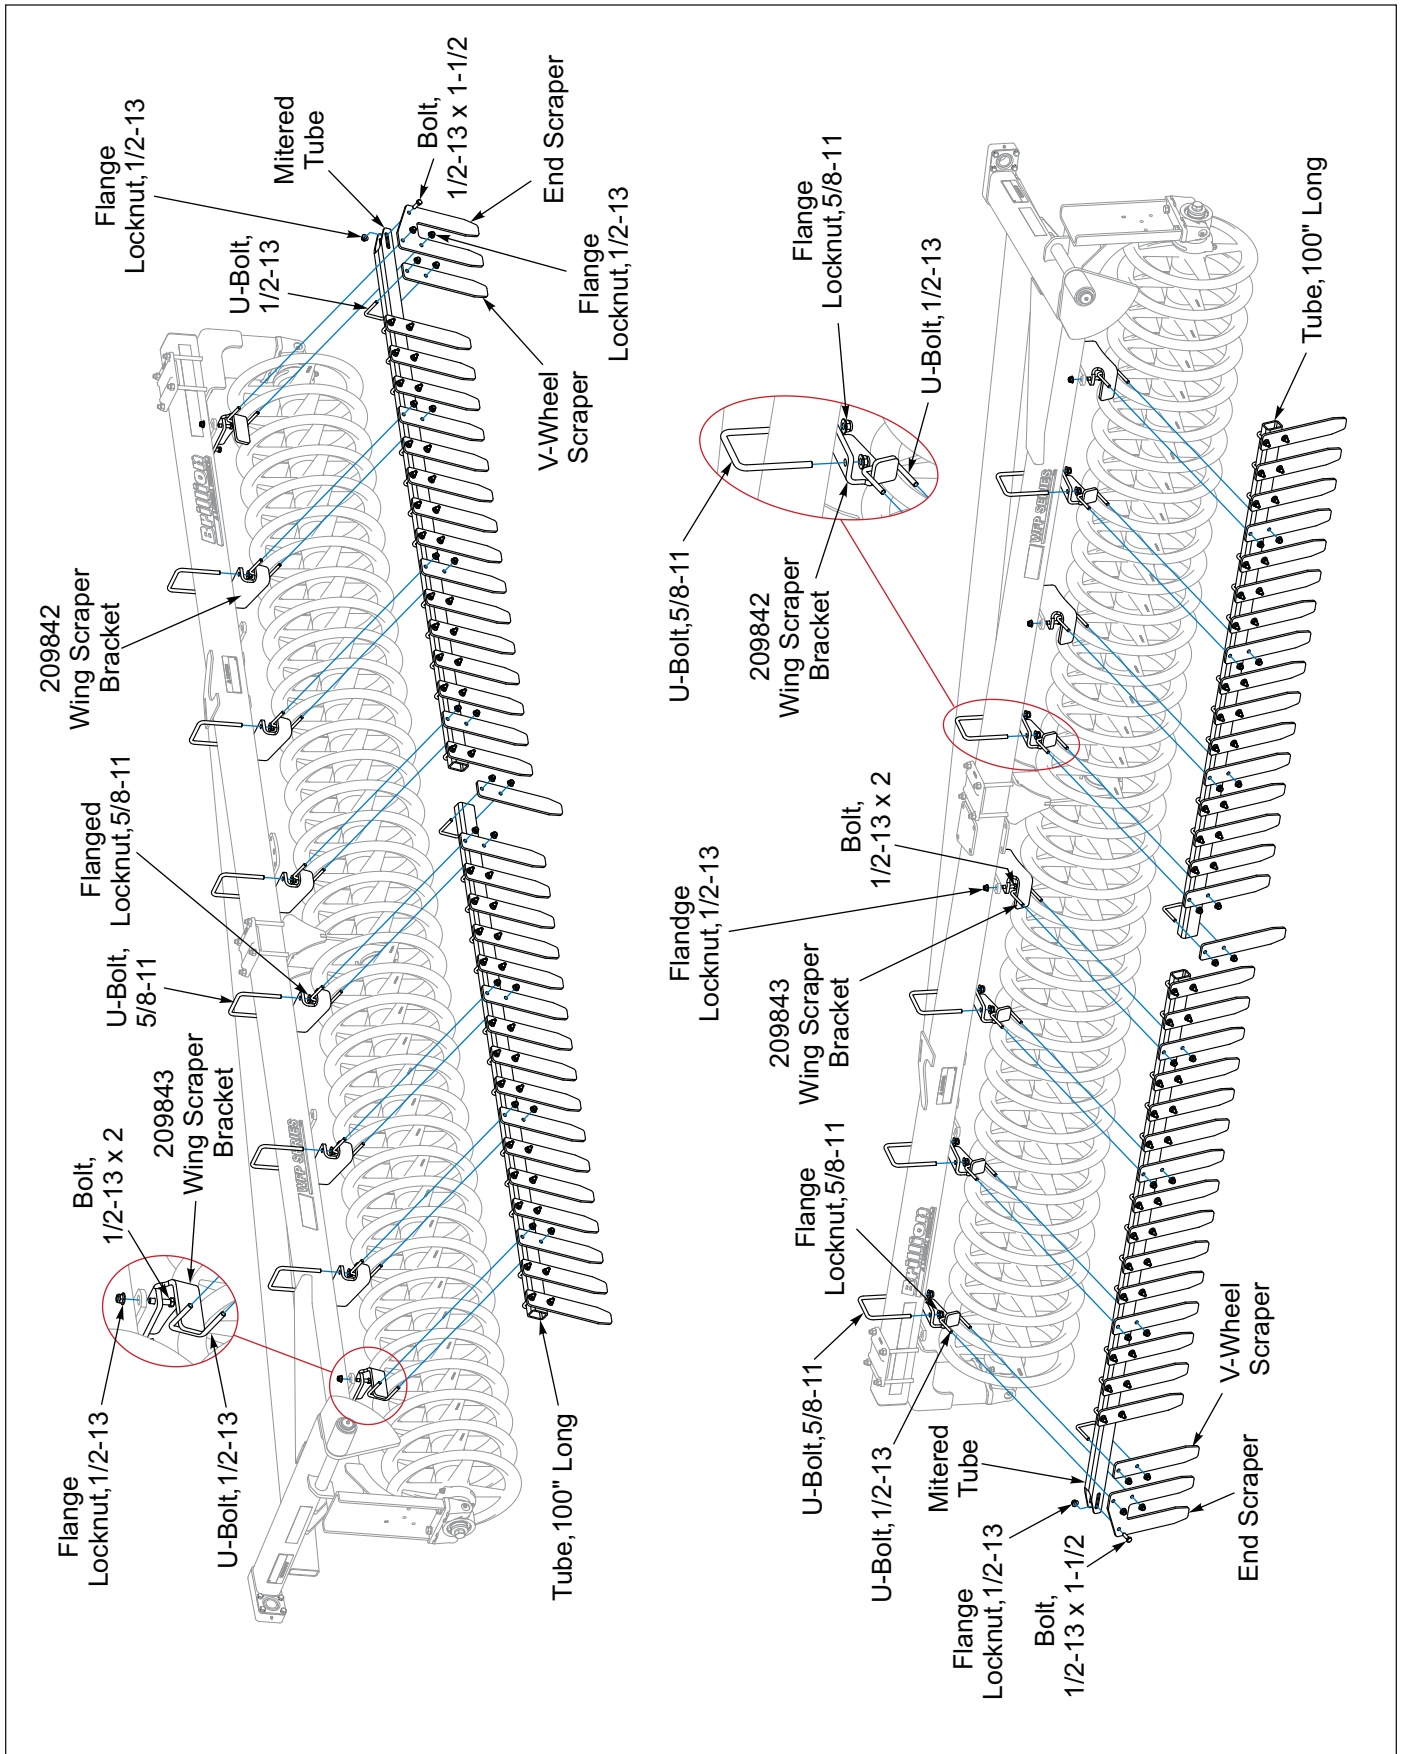 Flange
Locknut,1/2-13
U-Bolt,1/2-13
Bolt,
1/2-13 x 2
209843
Wing Scraper
Bracket
U-Bolt,
5/8-11
Flanged
Locknut,5/8-11
209842
Wing Scraper
Bracket
U-Bolt,
1/2-13
Flange
Locknut,1/2-13
Mitered
Tube
Bolt,
1/2-13 x 1-1/2
End Scraper
Flange
Locknut,1/2-13
V-Wheel
Scraper
Tube,100" Long
WFP SERIES
Brillion
Flange
Locknut,1/2-13
Bolt,
1/2-13 x 1-1/2
End Scraper
V-Wheel
Scraper
Mitered
Tube
U-Bolt,1/2-13
U-Bolt,5/8-11
Flange
Locknut,5/8-11
209843
Wing Scraper
Bracket
Flandge
Locknut,1/2-13
Bolt,
1/2-13 x 2
209842
Wing Scraper
Bracket
U-Bolt,5/8-11
Flange
Locknut,5/8-11
U-Bolt,1/2-13
Tube,100" Long
Brillion
WFP SERIES